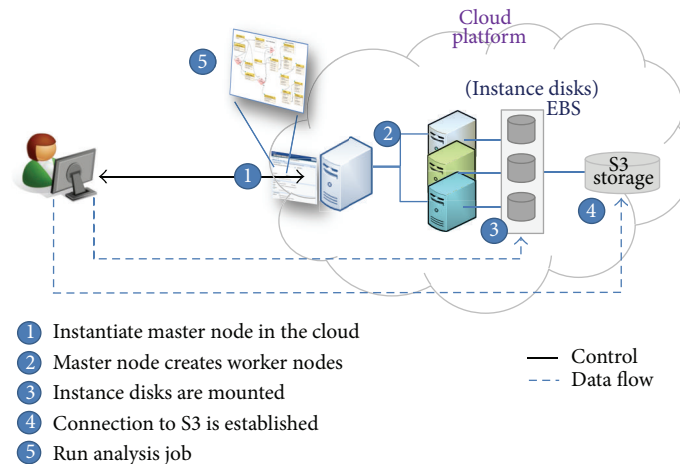 Cloud
platform
5
(Instance disks)
EBS
2
1
S3
storage
3
4
1 Instantiate master node in the cloud
2 Master node creates worker nodes
3 Instance disks are mounted
4 Connection to S3 is established
5 Run analysis job
Control
Data flow